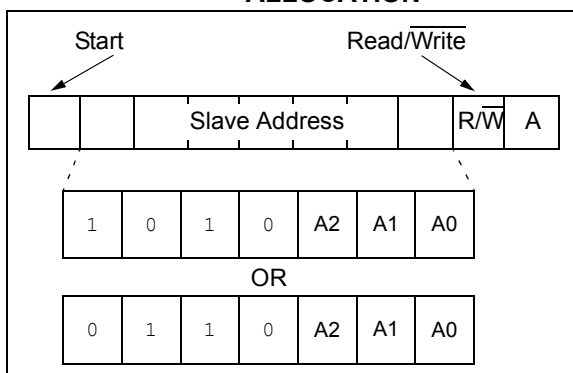 Start Read/Write
Slave Address R/W A
1 0 1 0 A2 A1 A0
OR
0 1 1 0 A2 A1 A0